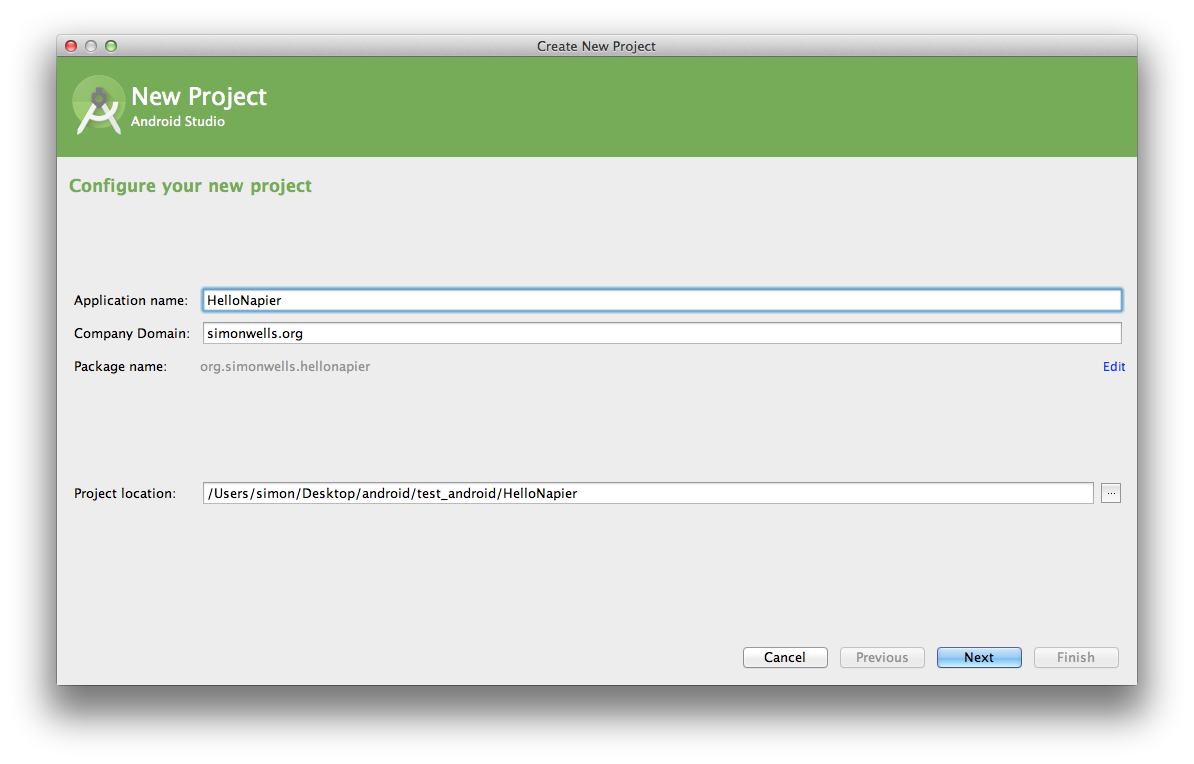 Create New Project
New Project
Android Studio
Configure your new project
Application name: HelloNapier
Company Domain: simonwells.org
Package name: org.simonwells.hellonapier Edit
Project location: /Users/simon/Desktop/android/test_android/HelloNapier ...
Cancel Previous Next Finish